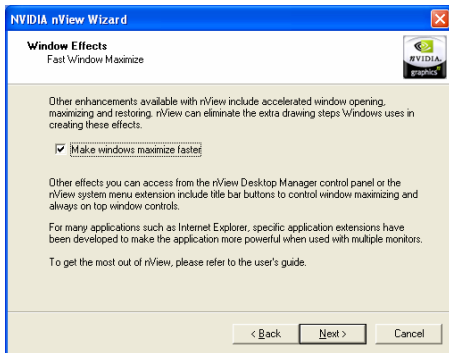 NVIDIA nView Wizard
Window Effects
Fast Window Maximize
NVIDIA.
graphics
Other enhancements available with nView include accelerated window opening,
maximizing and restoring. nView can eliminate the extra drawing steps Windows uses in
creating these effects.
Make windows maximize faster
Other effects you can access from the nView Desktop Manager control panel or the
nView system menu extension include title bar buttons to control window maximizing and
always on top window controls.
For many applications such as Internet Explorer, specific application extensions have
been developed to make the application more powerful when used with multiple monitors.
To get the most out of nView, please refer to the user's guide.
< Back Next > Cancel